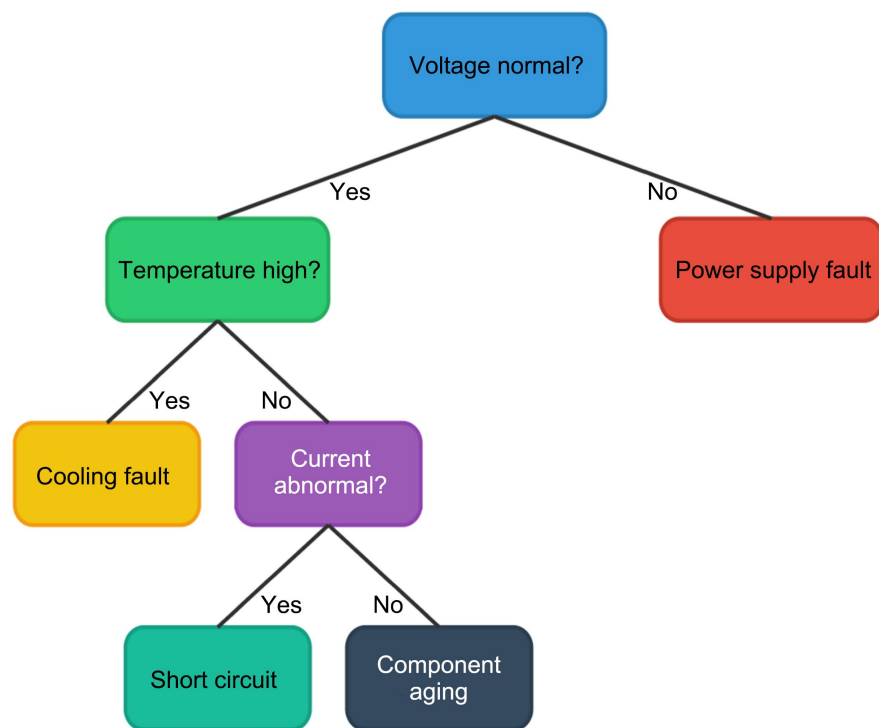 Voltage normal?
Yes
No
Temperature high?
Power supply fault
Yes
No
Cooling fault
Current
abnormal?
Yes
No
Short circuit
Component
aging